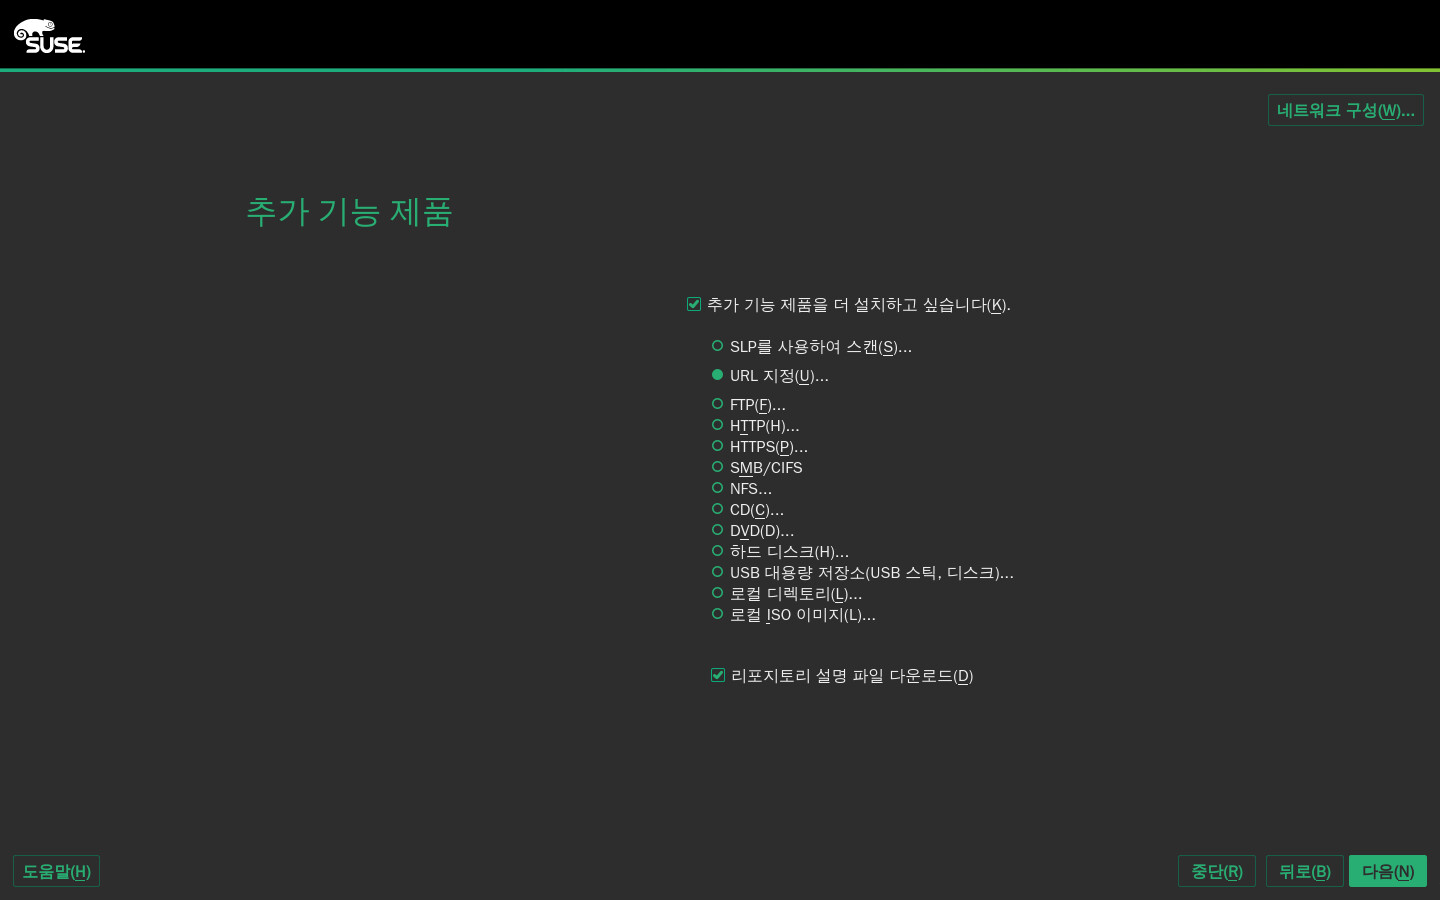 SUSE.
네트워크 구성(W)...
추가 기능 제품
추가 기능 제품을 더 설치하고 싶습니다(K).
SLP를 사용하여 스캔(S)...
URL 지정(U)...
FTP(F)...
HTTP(H)...
HTTPS(P)...
SMB/CIFS
NFS...
CD(C)...
DVD(D)...
하드 디스크(H)...
USB 대용량 저장소(USB 스틱, 디스크)...
로컬 디렉토리(L)...
로컬 ISO 이미지(L)...
리포지토리 설명 파일 다운로드(D)
도움말(H) 중단(R) 뒤로(B) 다음(N)